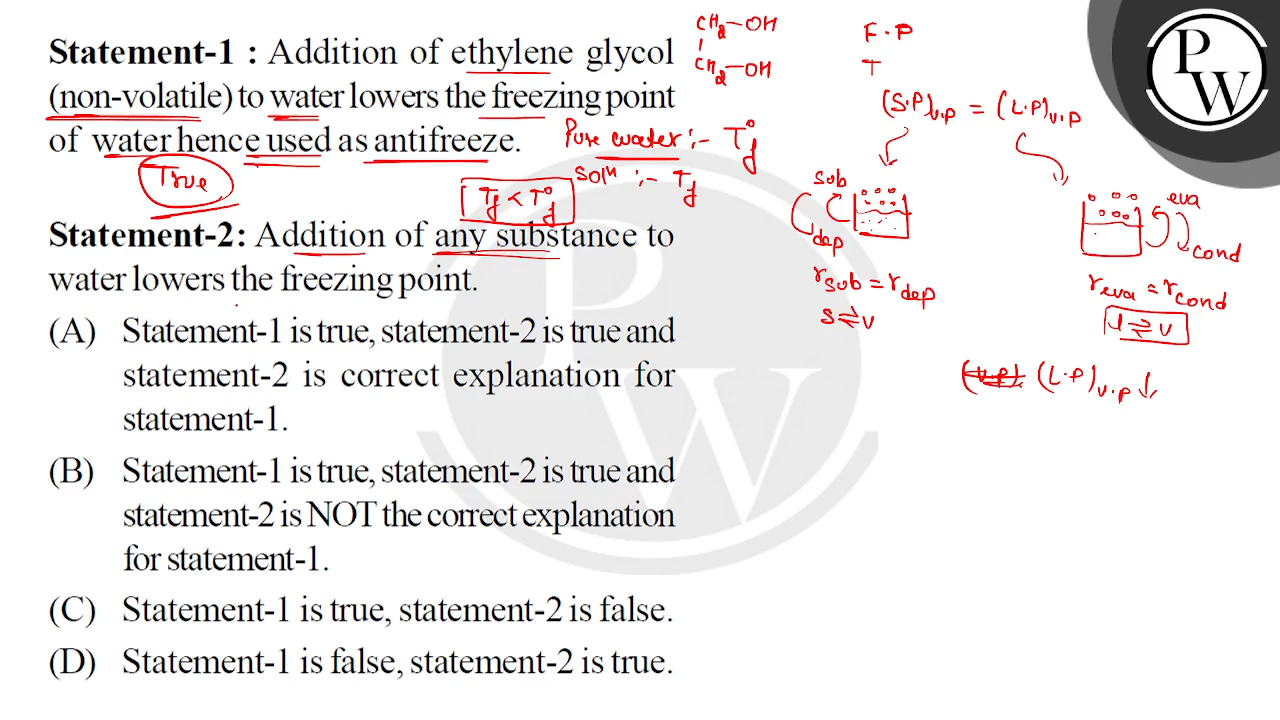 Statement-1 : Addition of ethylene glycol
(non-volatile) to water lowers the freezing point
of water hence used as antifreeze.
True
Statement-2: Addition of any substance to
water lowers the freezing point.
(A) Statement-1 is true, statement-2 is true and
statement-2 is correct explanation for
statement-1.
(B) Statement-1 is true, statement-2 is true and
statement-2 is NOT the correct explanation
for statement-1.
(C) Statement-1 is true, statement-2 is false.
(D) Statement-1 is false, statement-2 is true.
CH2-OH
CH2-OH
Pure water :- T°f
Soln :- Tf
Tf < T°f
F.P
T
(S.P)v.p = (L.P)v.p
sub
dep
rsub = rdep
S⇌V
eva
cond
reva = rcond
l⇌v
(L.P)v.p ↓
PW
PW